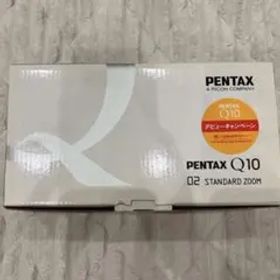 PENTAX
A RICOH COMPANY
PENTAX
Q10
デビューキャンペーン
PENTAX Q10
02 STANDARD ZOOM